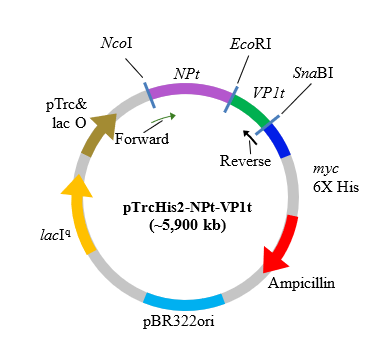 NcoI
EcoRI
NPt
SnaBI
VP1t
pTrc&
lac O
Forward
Reverse
myc
6X His
pTrcHis2-NPt-VP1t
(~5,900 kb)
lacIq
Ampicillin
pBR322ori